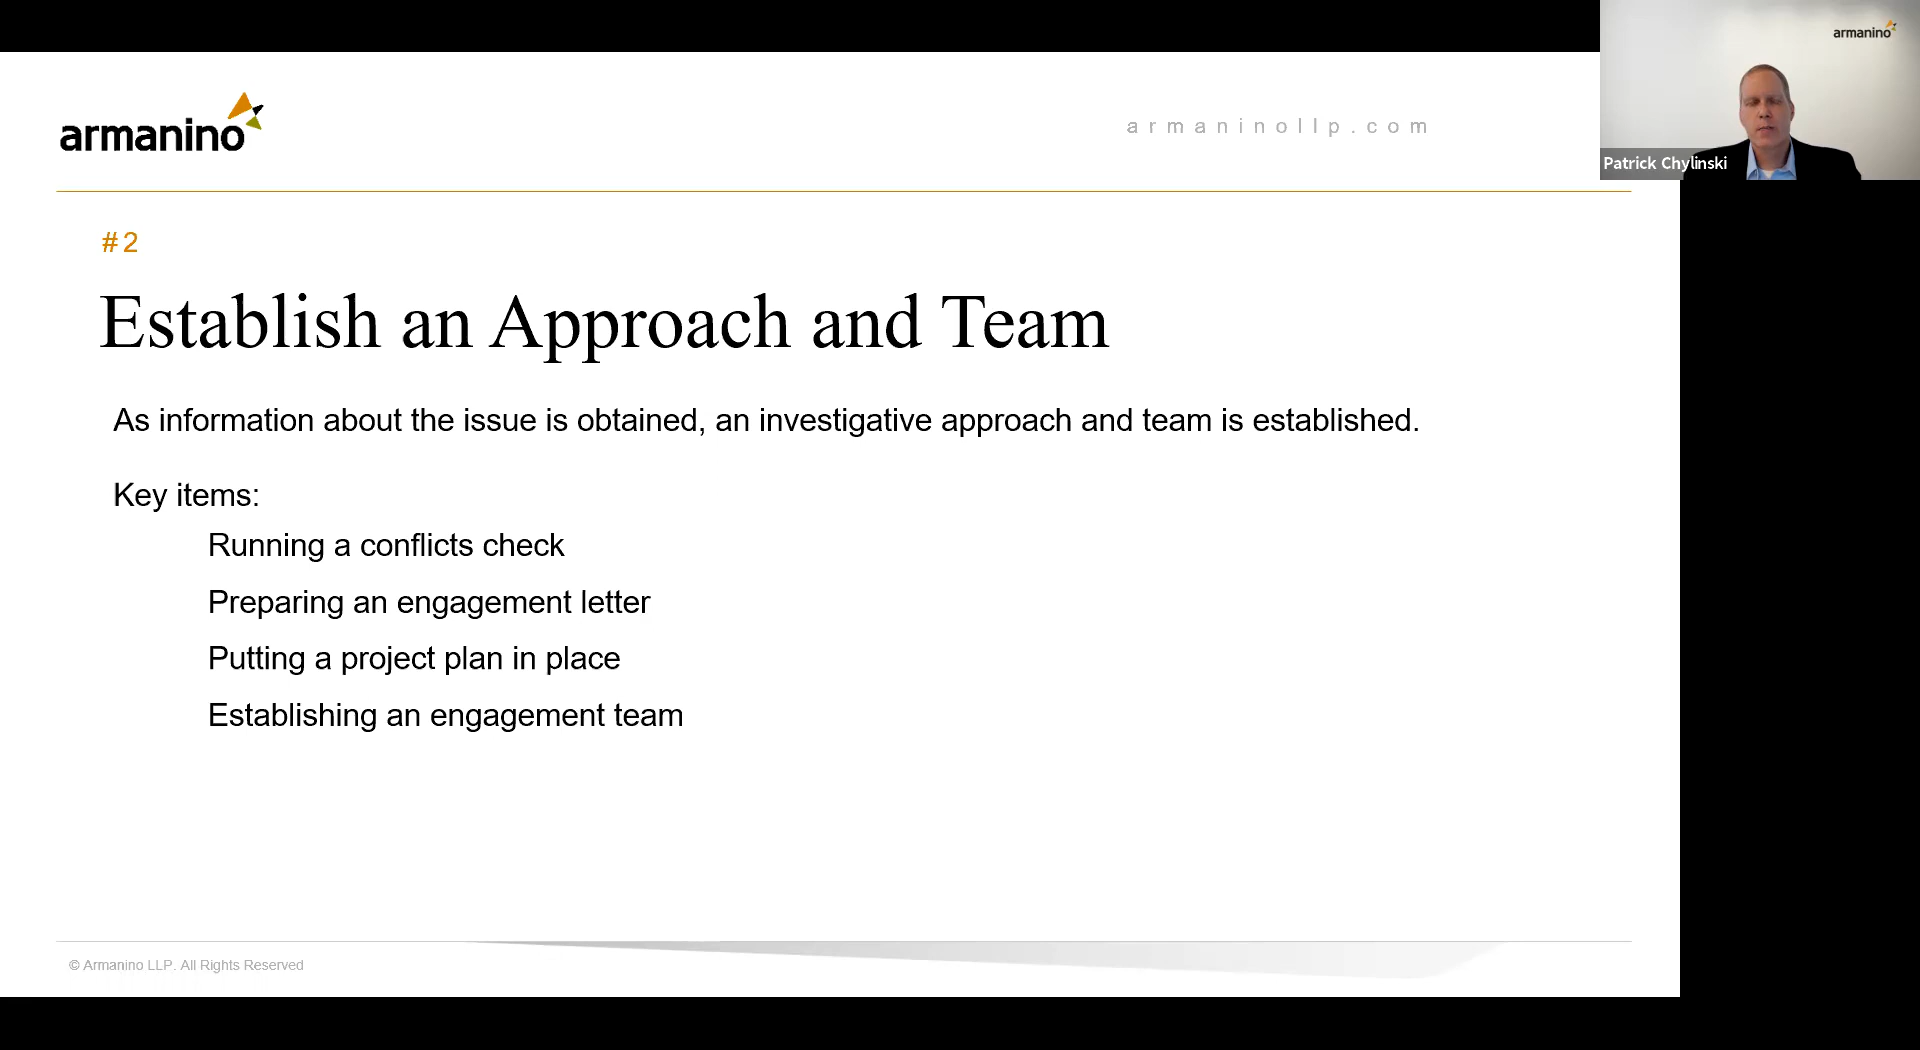 armanino
armaninollp.com
armanino
Patrick Chylinski
#2
Establish an Approach and Team
As information about the issue is obtained, an investigative approach and team is established.
Key items:
Running a conflicts check
Preparing an engagement letter
Putting a project plan in place
Establishing an engagement team
© Armanino LLP. All Rights Reserved